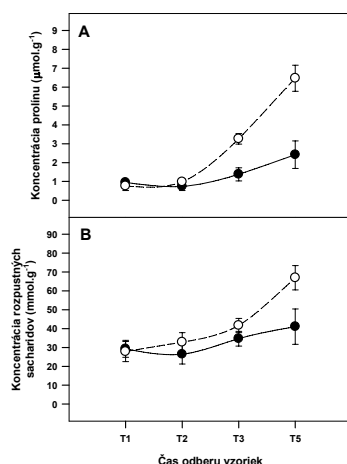 A
Koncentrácia prolínu (μmol.g-1)
9
8
7
6
5
4
3
2
1
0
B
Koncentrácia rozpustných
sacharidov (mmol.g-1)
90
80
70
60
50
40
30
20
10
0
T1 T2 T3 T5
Čas odberu vzoriek